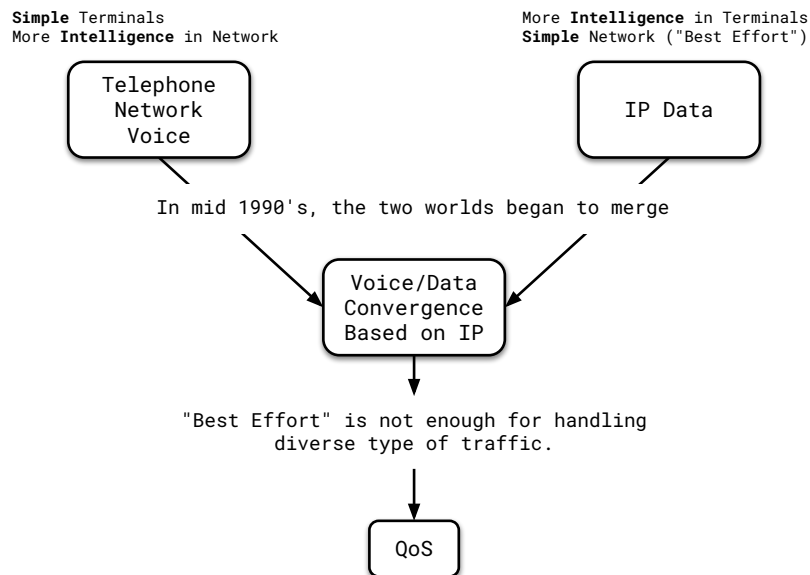 Simple Terminals
More Intelligence in Network
More Intelligence in Terminals
Simple Network ("Best Effort")
Telephone
Network
Voice
IP Data
In mid 1990's, the two worlds began to merge
Voice/Data
Convergence
Based on IP
"Best Effort" is not enough for handling
diverse type of traffic.
QoS